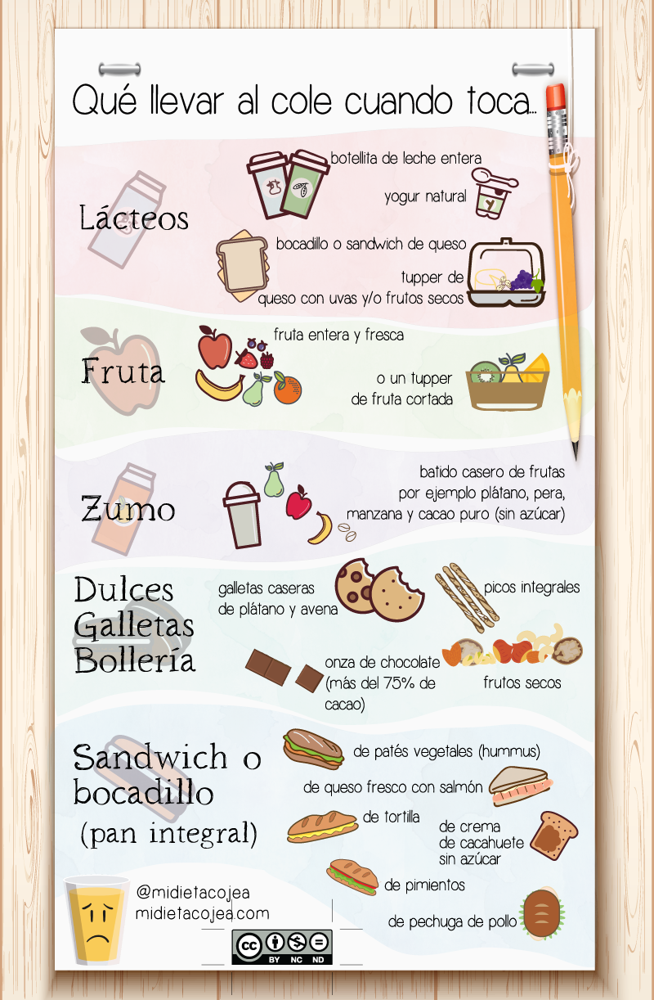 Qué llevar al cole cuando toca...
Lácteos
botellita de leche entera
yogur natural
bocadillo o sandwich de queso
tupper de
queso con uvas y/o frutos secos
Fruta
fruta entera y fresca
o un tupper
de fruta cortada
Zumo
batido casero de frutas
por ejemplo plátano, pera,
manzana y cacao puro (sin azúcar)
Dulces
Galletas
Bollería
galletas caseras
de plátano y avena
picos integrales
onza de chocolate
(más del 75% de
cacao)
frutos secos
Sandwich o
bocadillo
(pan integral)
de patés vegetales (hummus)
de queso fresco con salmón
de tortilla
de crema
de cacahuete
sin azúcar
de pimientos
de pechuga de pollo
@midietacojea
midietacojea.com
cc
BY NC ND